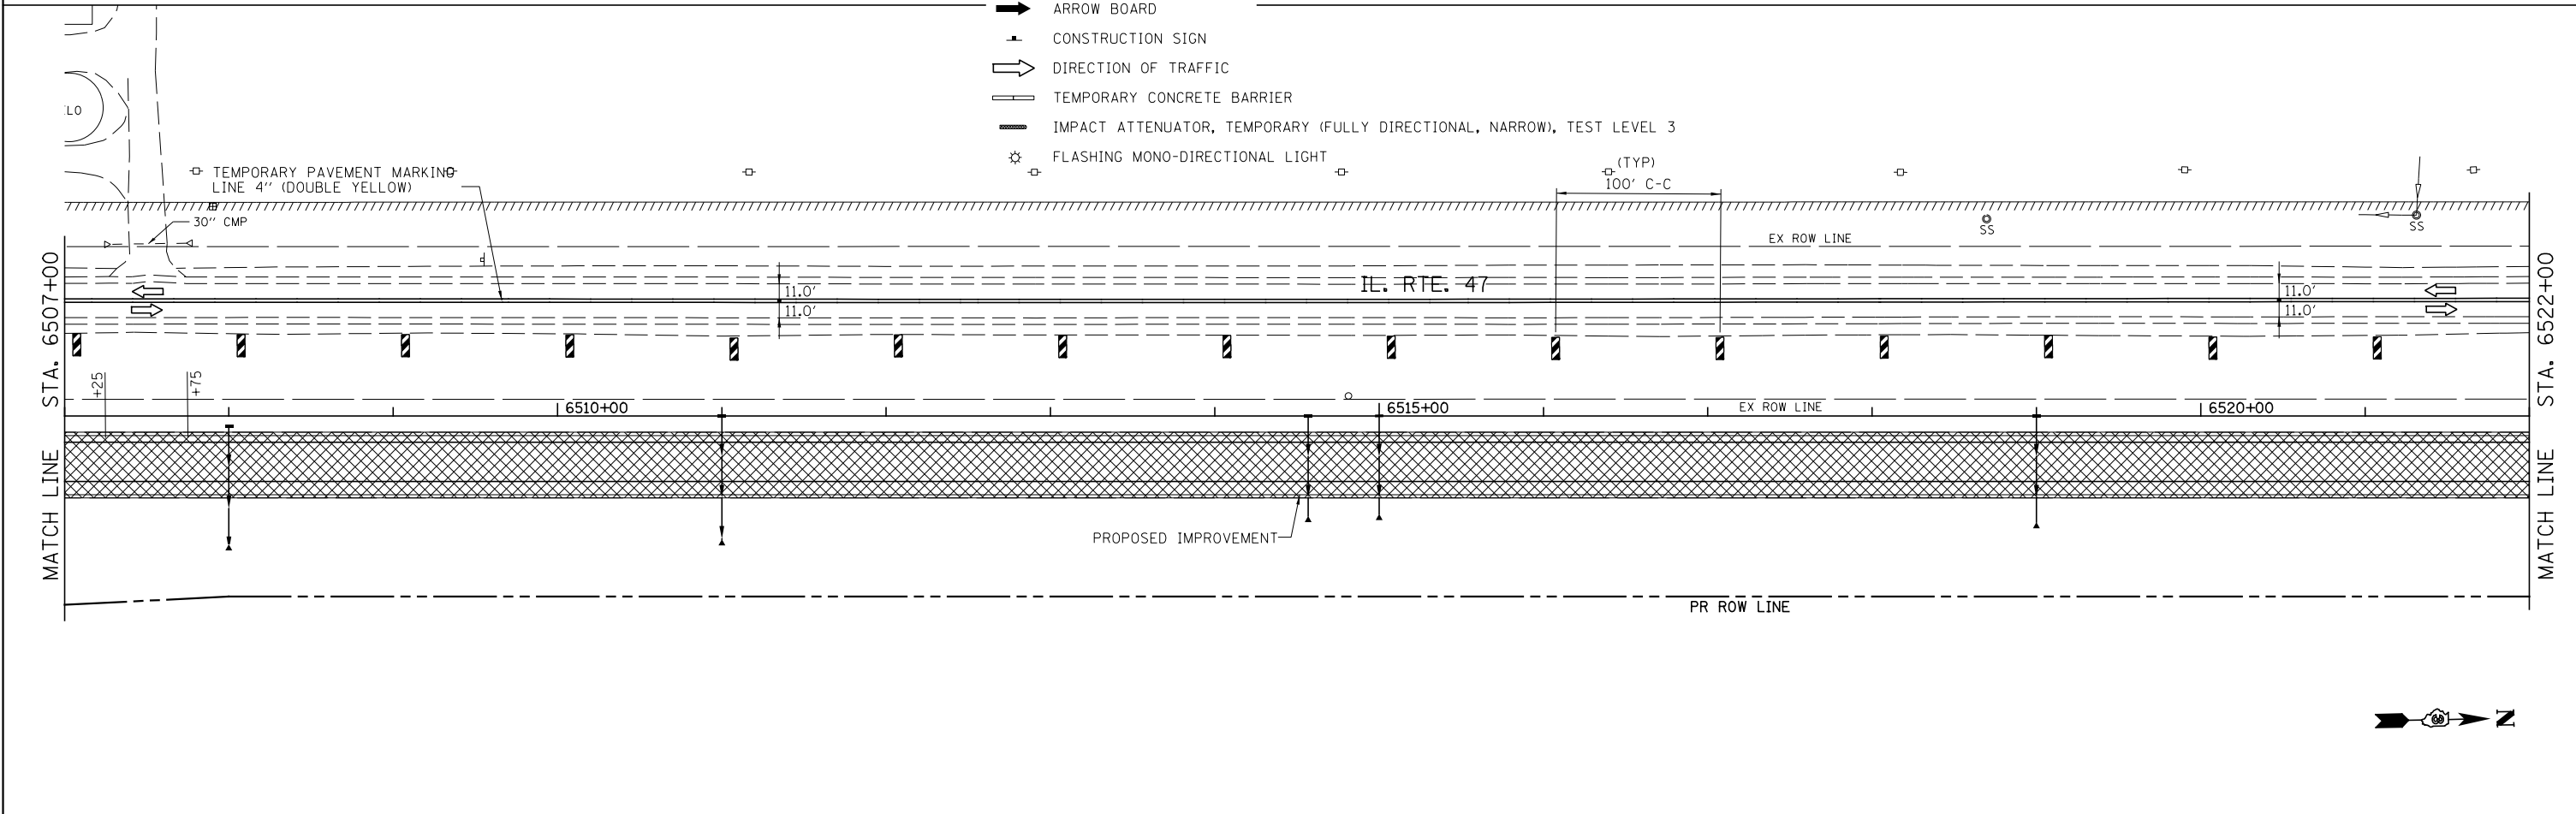 ARROW BOARD
CONSTRUCTION SIGN
DIRECTION OF TRAFFIC
TEMPORARY CONCRETE BARRIER
IMPACT ATTENUATOR, TEMPORARY (FULLY DIRECTIONAL, NARROW), TEST LEVEL 3
FLASHING MONO-DIRECTIONAL LIGHT
LO
TEMPORARY PAVEMENT MARKING
LINE 4'' (DOUBLE YELLOW)
30'' CMP
(TYP)
100' C-C
SS
SS
EX ROW LINE
IL. RTE. 47
11.0'
11.0'
11.0'
11.0'
MATCH LINE STA. 6507+00
MATCH LINE STA. 6522+00
+25
+75
6510+00
6515+00
6520+00
EX ROW LINE
PROPOSED IMPROVEMENT
PR ROW LINE
N